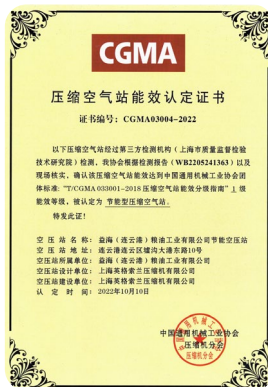 CGMA
压缩空气站能效认定证书
证书编号：CGMA03004-2022
以下压缩空气站经过第三方检测机构（上海市质量监督检验
技术研究院）检测，我协会根据检测报告（WB2205241363）以及
现场核实，确认该压缩空气站能效达到中国通用机械工业协会团
体标准：“T/CGMA 033001-2018 压缩空气站能效分级指南”1 级
能效等级，被认定为 节能型压缩空气站。
特发此证！
空压站名称：益海（连云港）粮油工业有限公司节能空压站
空压站地址：连云港连云区墟沟大港东路10号
空压站所属单位：益海（连云港）粮油工业有限公司
空压站设计单位：上海英格索兰压缩机有限公司
空压站建设单位：上海英格索兰压缩机有限公司
认定时间：2022年10月10日
中国通用机械工业协会
压缩机分会